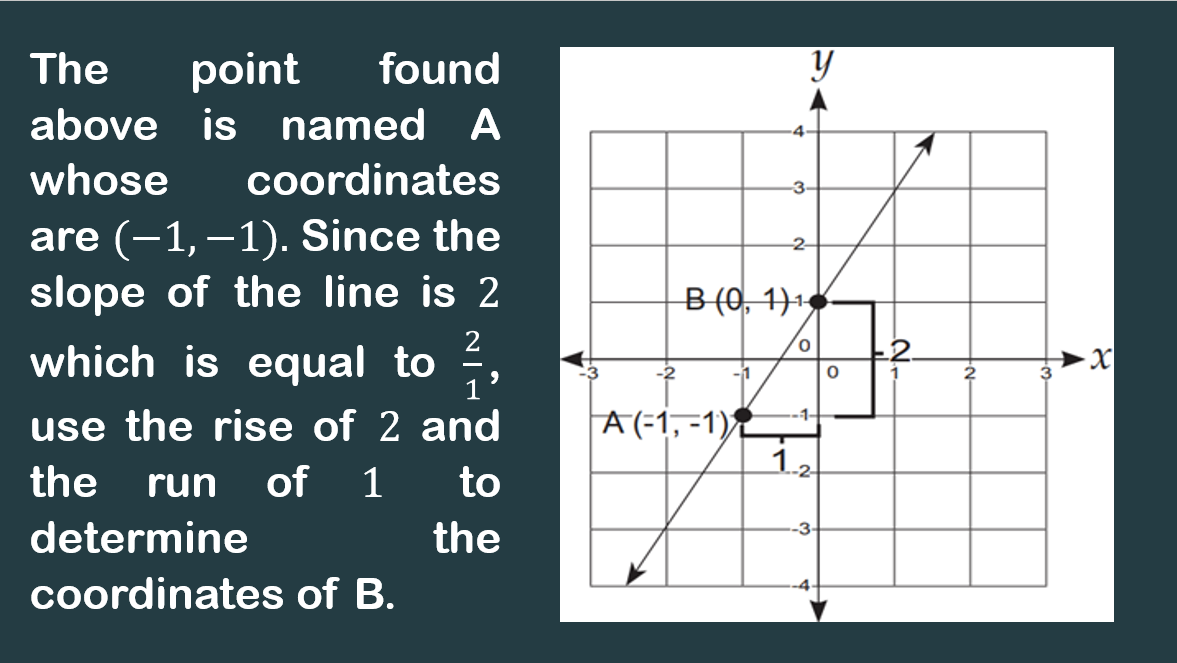 The point found
above is named A
whose coordinates
are (−1, −1). Since the
slope of the line is 2
which is equal to 2/1,
use the rise of 2 and
the run of 1 to
determine the
coordinates of B.
y
4
3
2
B (0, 1) 1
0
2
x
-3 -2 -1 0 1 2 3
A (-1, -1) -1
1
-2
-3
-4